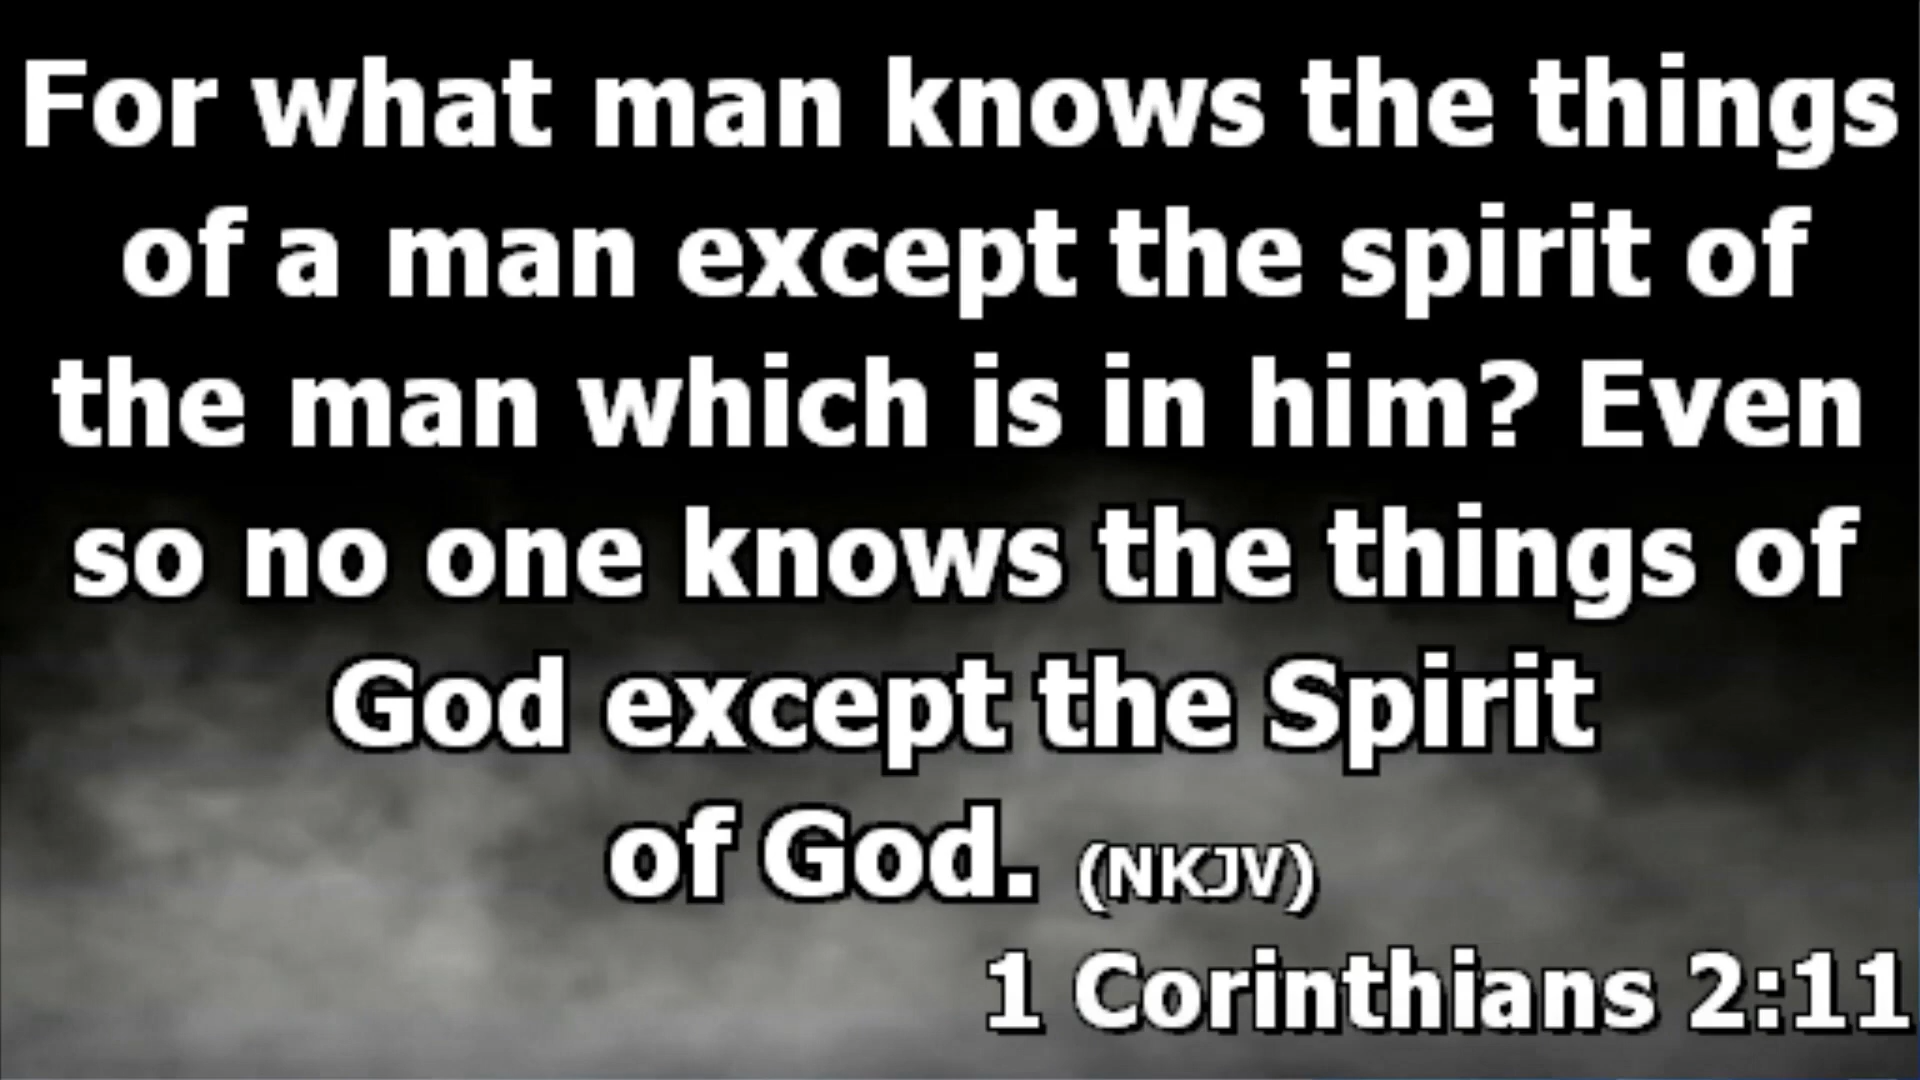 For what man knows the things
of a man except the spirit of
the man which is in him? Even
so no one knows the things of
God except the Spirit
of God. (NKJV)
1 Corinthians 2:11